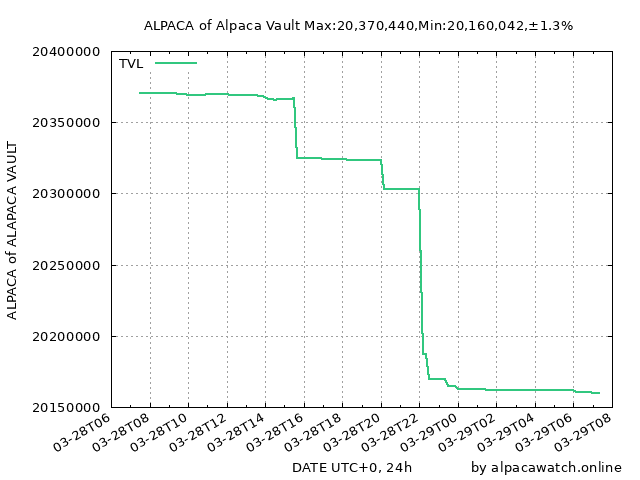 ALPACA of Alpaca Vault Max:20,370,440,Min:20,160,042,±1.3%
TVL
20400000
20350000
20300000
20250000
20200000
20150000
ALPACA of ALAPACA VAULT
03-28T06
03-28T08
03-28T10
03-28T12
03-28T14
03-28T16
03-28T18
03-28T20
03-28T22
03-29T00
03-29T02
03-29T04
03-29T06
03-29T08
DATE UTC+0, 24h
by alpacawatch.online